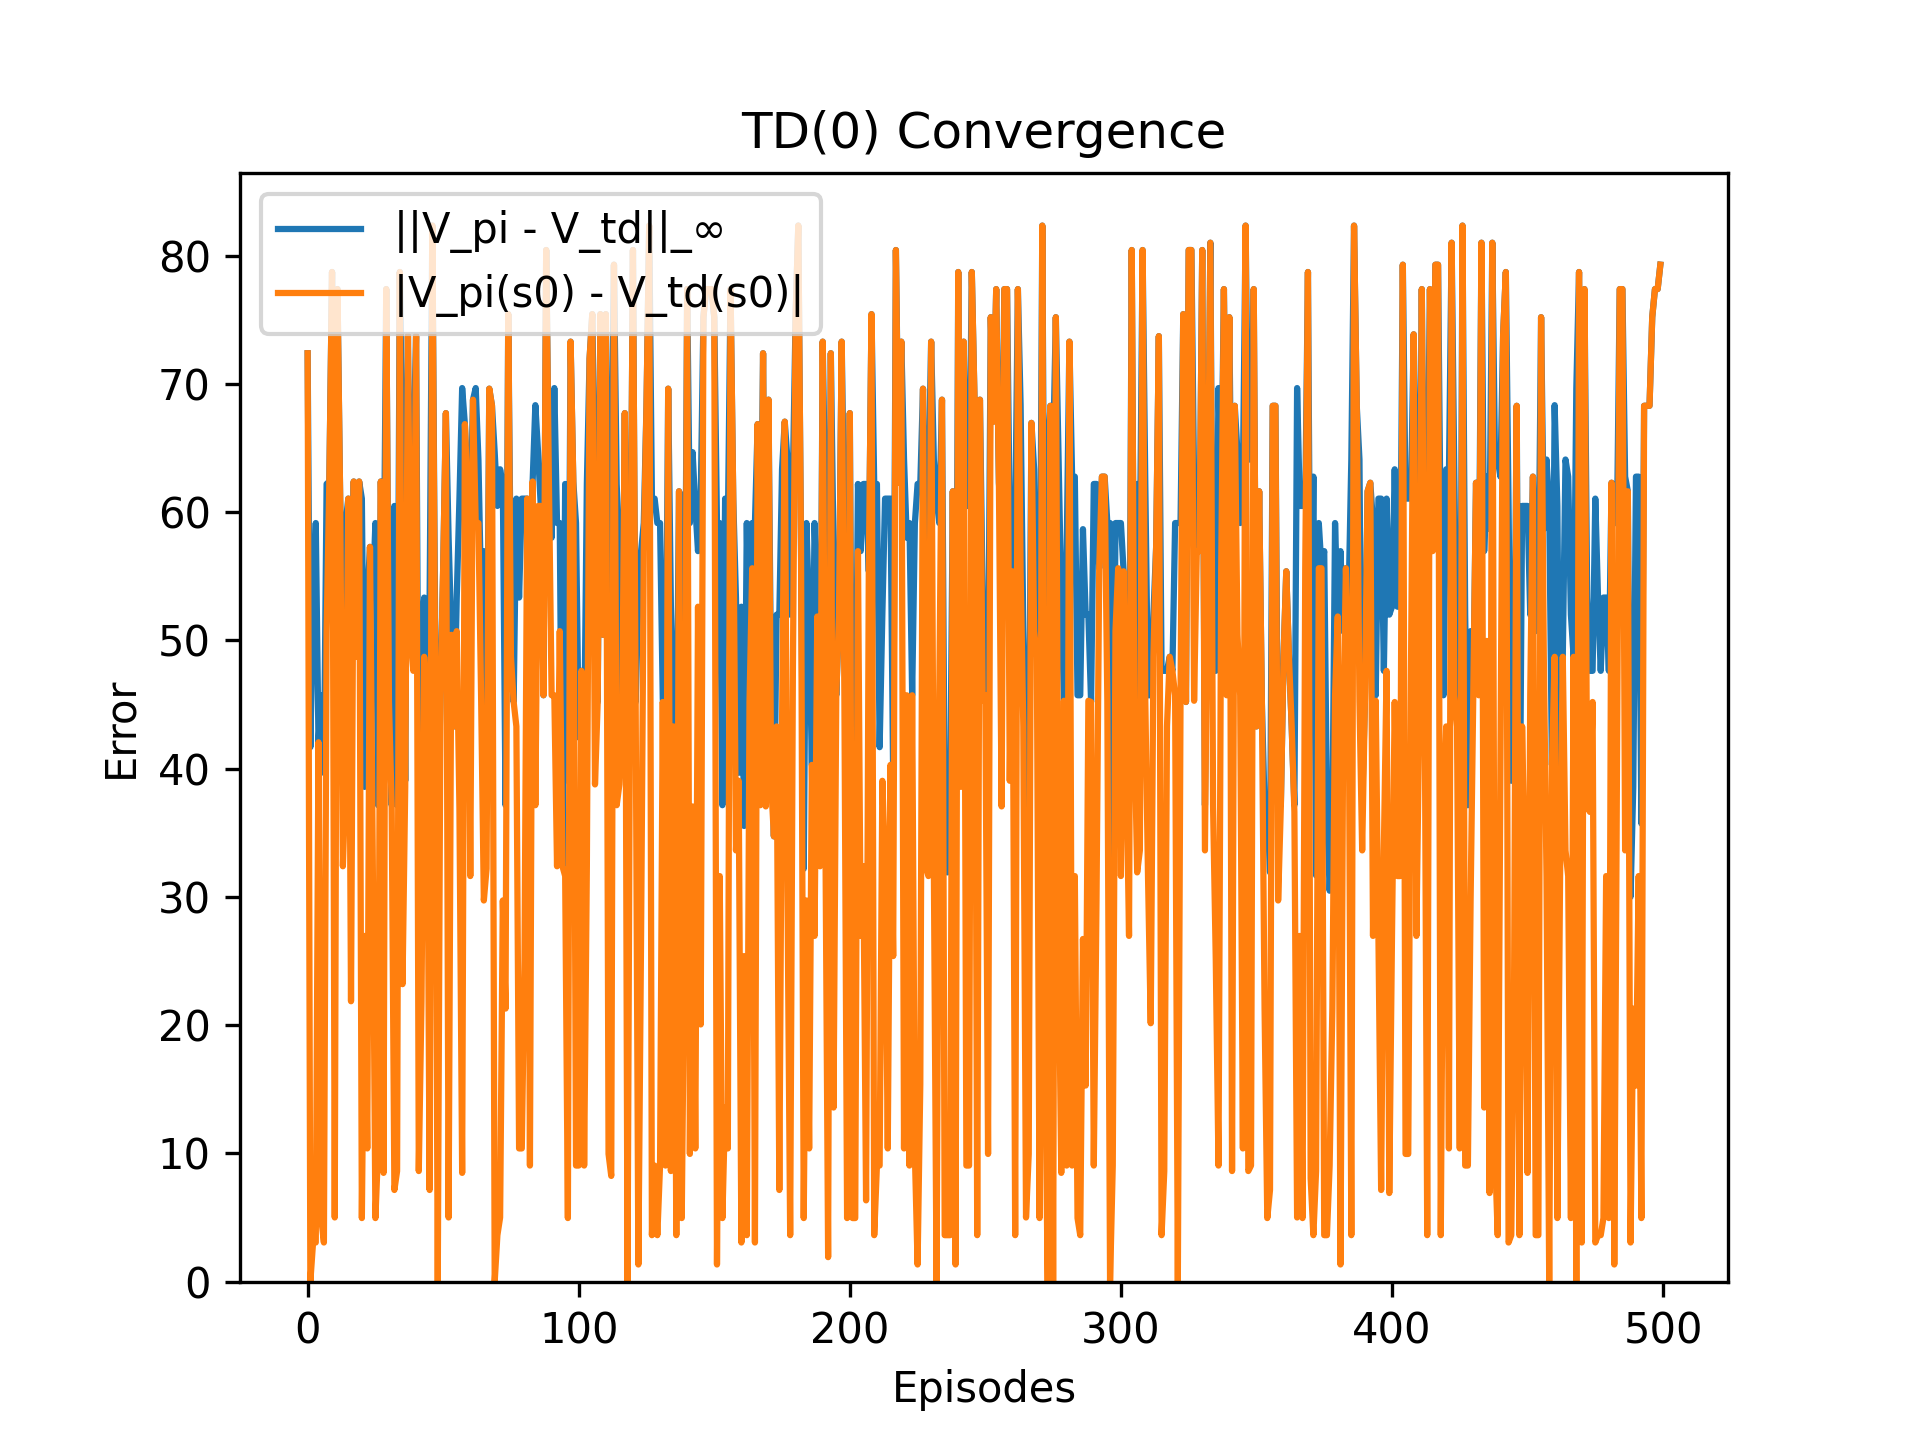 TD(0) Convergence
||V_pi - V_td||_∞
|V_pi(s0) - V_td(s0)|
80
70
60
50
40
30
20
10
0
Error
0 100 200 300 400 500
Episodes